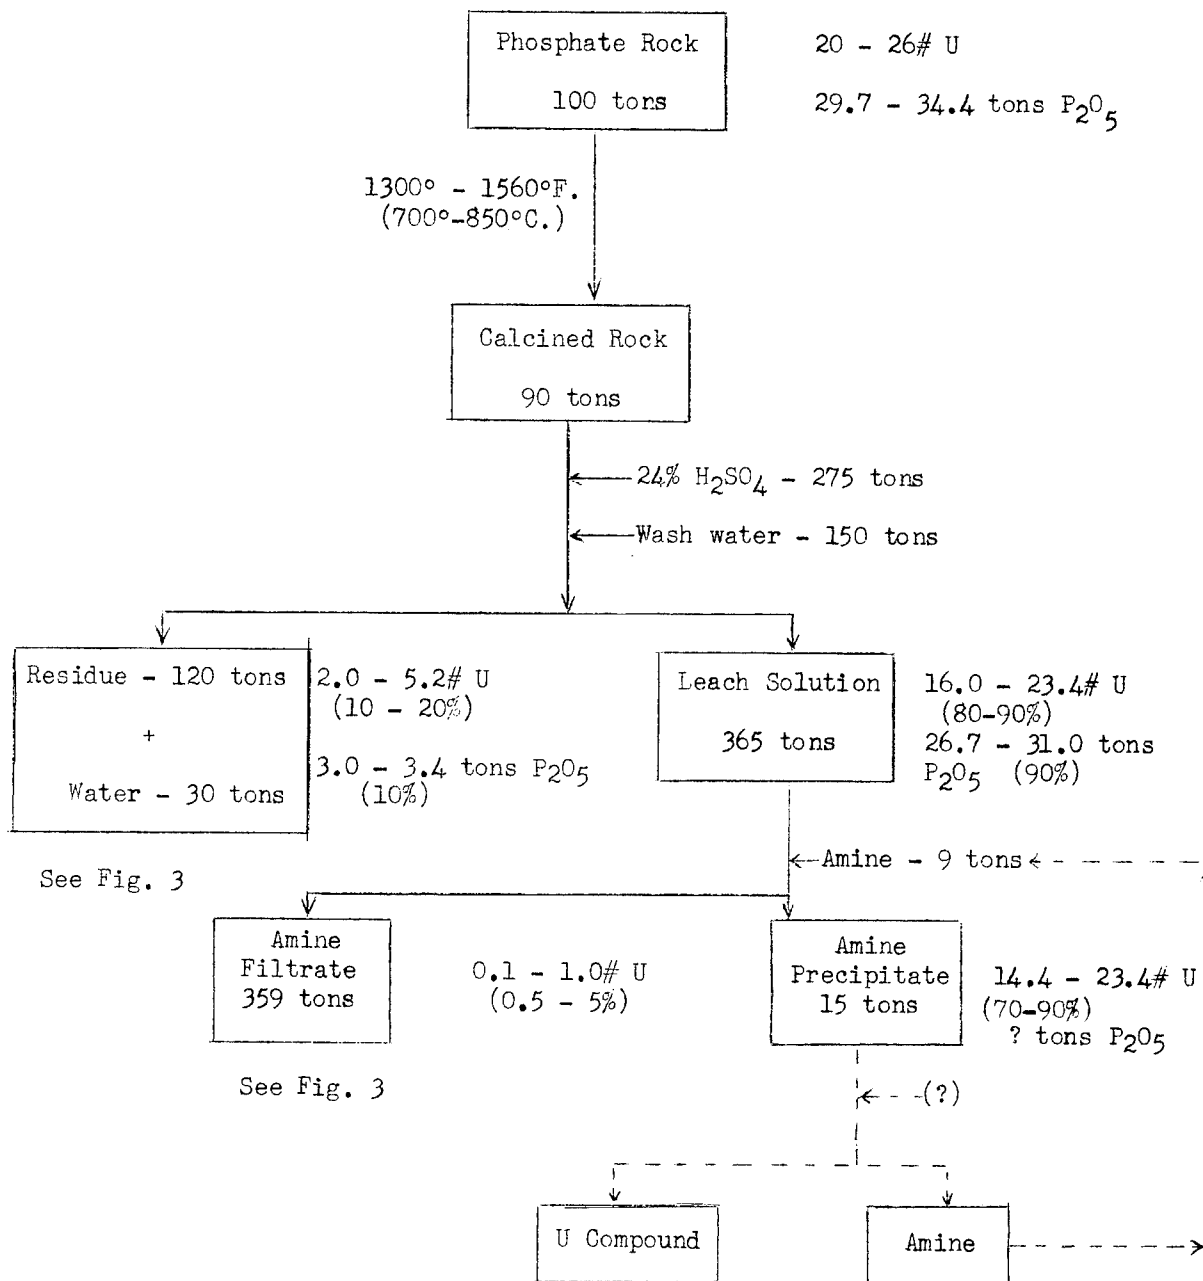 Phosphate Rock
100 tons
20 - 26# U
29.7 - 34.4 tons P₂O₅
1300° - 1560°F.
(700°-850°C.)
Calcined Rock
90 tons
24% H₂SO₄ - 275 tons
Wash water - 150 tons
Residue - 120 tons
+
Water - 30 tons
2.0 - 5.2# U
(10 - 20%)
3.0 - 3.4 tons P₂O₅
(10%)
See Fig. 3
Leach Solution
365 tons
16.0 - 23.4# U
(80-90%)
26.7 - 31.0 tons
P₂O₅ (90%)
Amine - 9 tons
Amine
Filtrate
359 tons
0.1 - 1.0# U
(0.5 - 5%)
See Fig. 3
Amine
Precipitate
15 tons
14.4 - 23.4# U
(70-90%)
? tons P₂O₅
(?)
U Compound
Amine